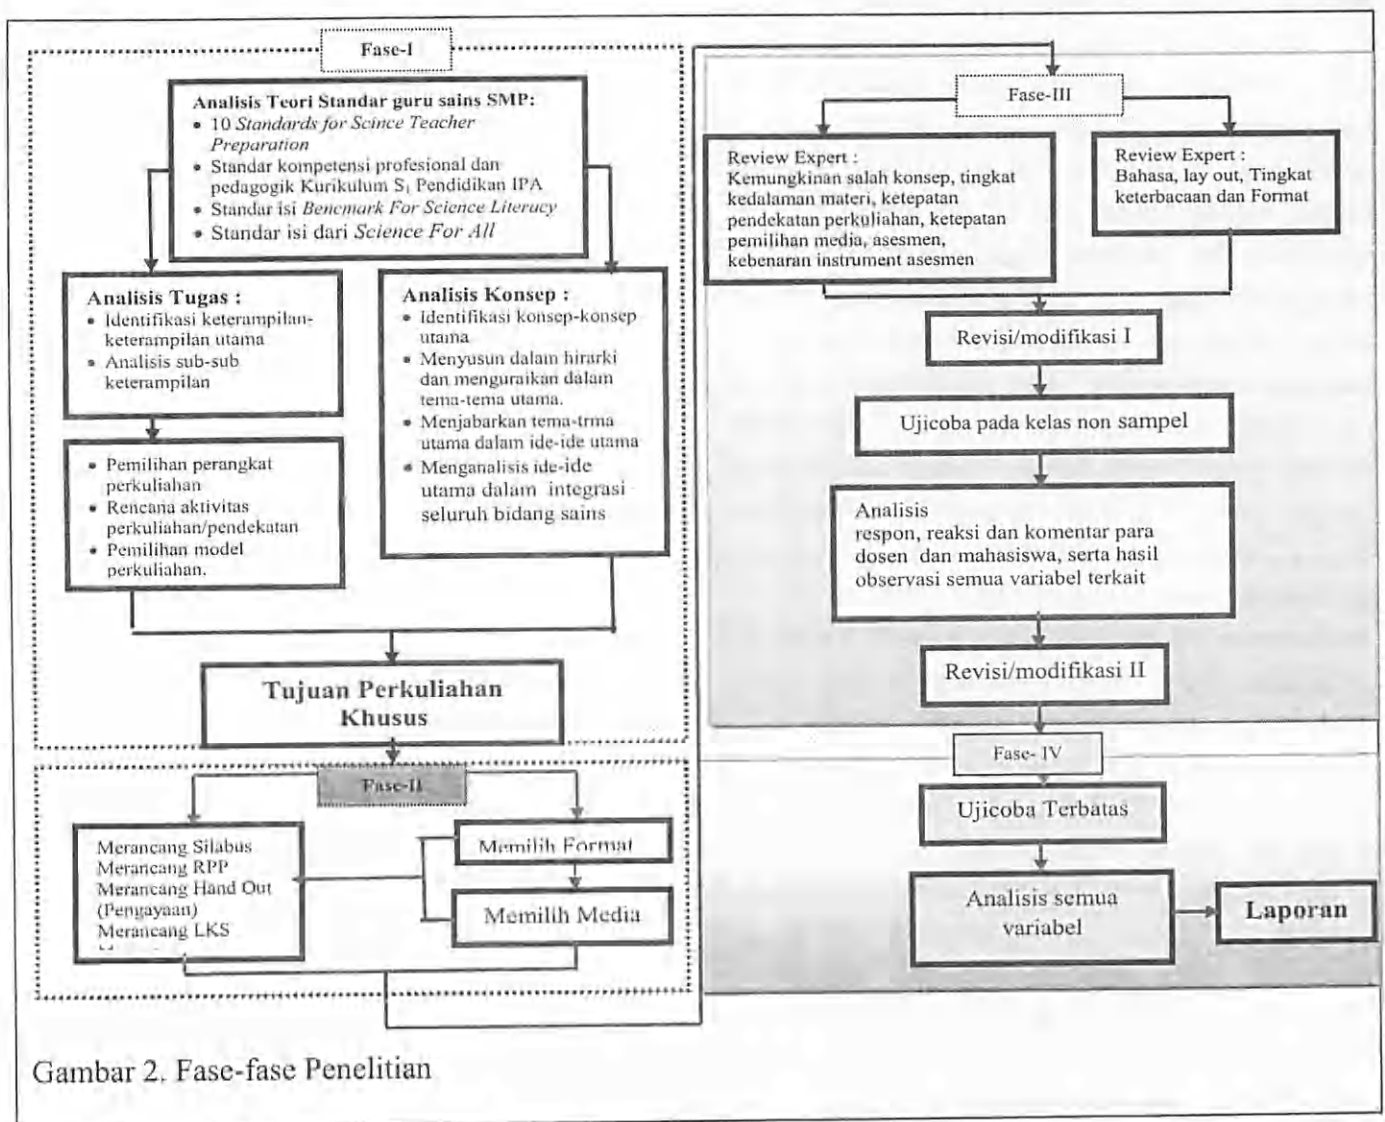 Fase-I
Analisis Teori Standar guru sains SMP:
• 10 Standards for Scince Teacher
Preparation
• Standar kompetensi profesional dan
pedagogik Kurikulum S1 Pendidikan IPA
• Standar isi Bencmark For Science Literacy
• Standar isi dari Science For All
Analisis Tugas :
• Identifikasi keterampilan-
keterampilan utama
• Analisis sub-sub
keterampilan
Analisis Konsep :
• Identifikasi konsep-konsep
utama
• Menyusun dalam hirarki
dan menguraikan dalam
tema-tema utama.
• Menjabarkan tema-trma
utama dalam ide-ide utama
• Menganalisis ide-ide
utama dalam integrasi
seluruh bidang sains
• Pemilihan perangkat
perkuliahan
• Rencana aktivitas
perkuliahan/pendekatan
• Pemilihan model
perkuliahan.
Tujuan Perkuliahan
Khusus
Fase-II
Merancang Silabus
Merancang RPP
Merancang Hand Out
(Pengayaan)
Merancang LKS
Memilih Format
Memilih Media
Fase-III
Review Expert :
Kemungkinan salah konsep, tingkat
kedalaman materi, ketepatan
pendekatan perkuliahan, ketepatan
pemilihan media, asesmen,
kebenaran instrument asesmen
Review Expert :
Bahasa, lay out, Tingkat
keterbacaan dan Format
Revisi/modifikasi I
Ujicoba pada kelas non sampel
Analisis
respon, reaksi dan komentar para
dosen dan mahasiswa, serta hasil
observasi semua variabel terkait
Revisi/modifikasi II
Fase- IV
Ujicoba Terbatas
Analisis semua
variabel
Laporan
Gambar 2. Fase-fase Penelitian